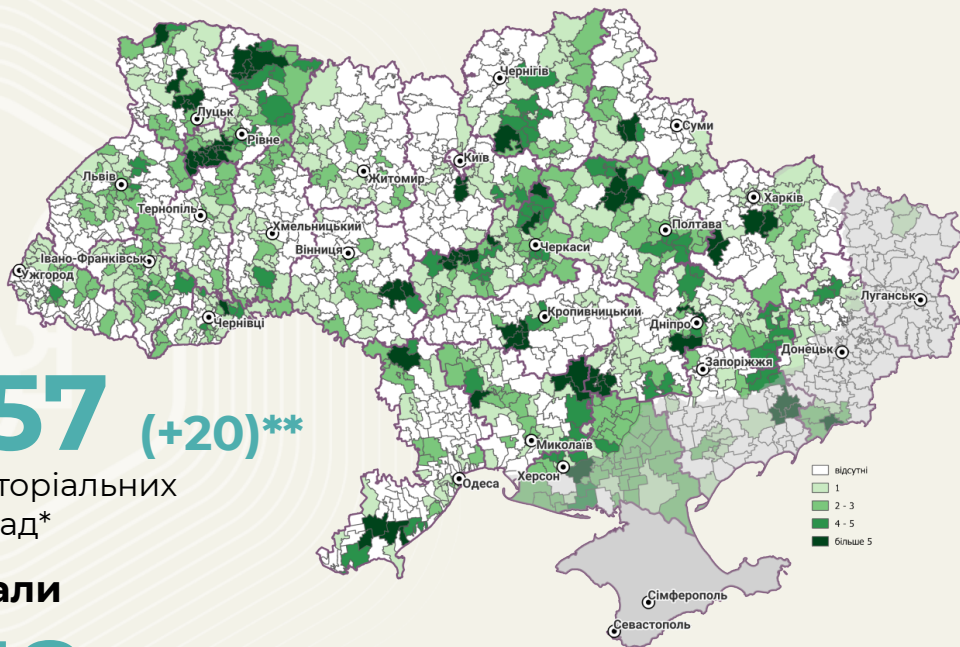 57 (+20)**
торіальних
ад*
али
Чернігів
Луцьк
Рівне
Суми
Київ
Житомир
Львів
Харків
Тернопіль
Полтава
Хмельницький
Вінниця
Черкаси
Івано-Франківськ
Ужгород
Луганськ
Чернівці
Кропивницький
Дніпро
Донецьк
Запоріжжя
Миколаїв
Херсон
Одеса
відсутні
1
2 - 3
4 - 5
більше 5
Сімферополь
Севастополь